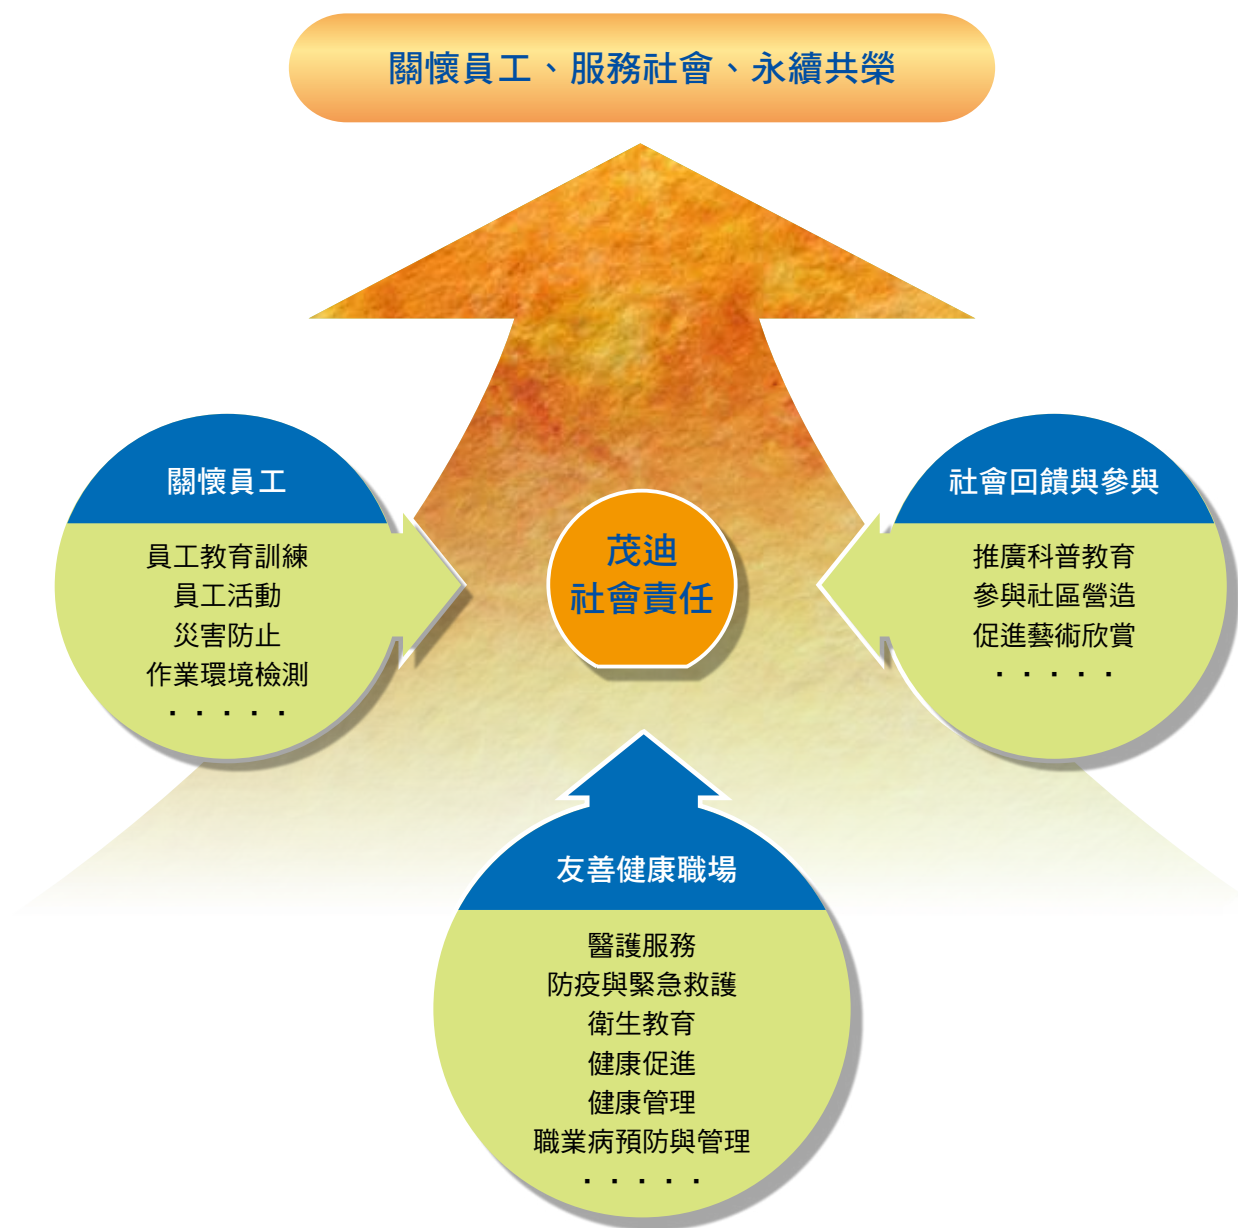 關懷員工、服務社會、永續共榮
關懷員工
員工教育訓練
員工活動
災害防止
作業環境檢測
．．．．．
茂迪
社會責任
社會回饋與參與
推廣科普教育
參與社區營造
促進藝術欣賞
．．．．．
友善健康職場
醫護服務
防疫與緊急救護
衛生教育
健康促進
健康管理
職業病預防與管理
．．．．．